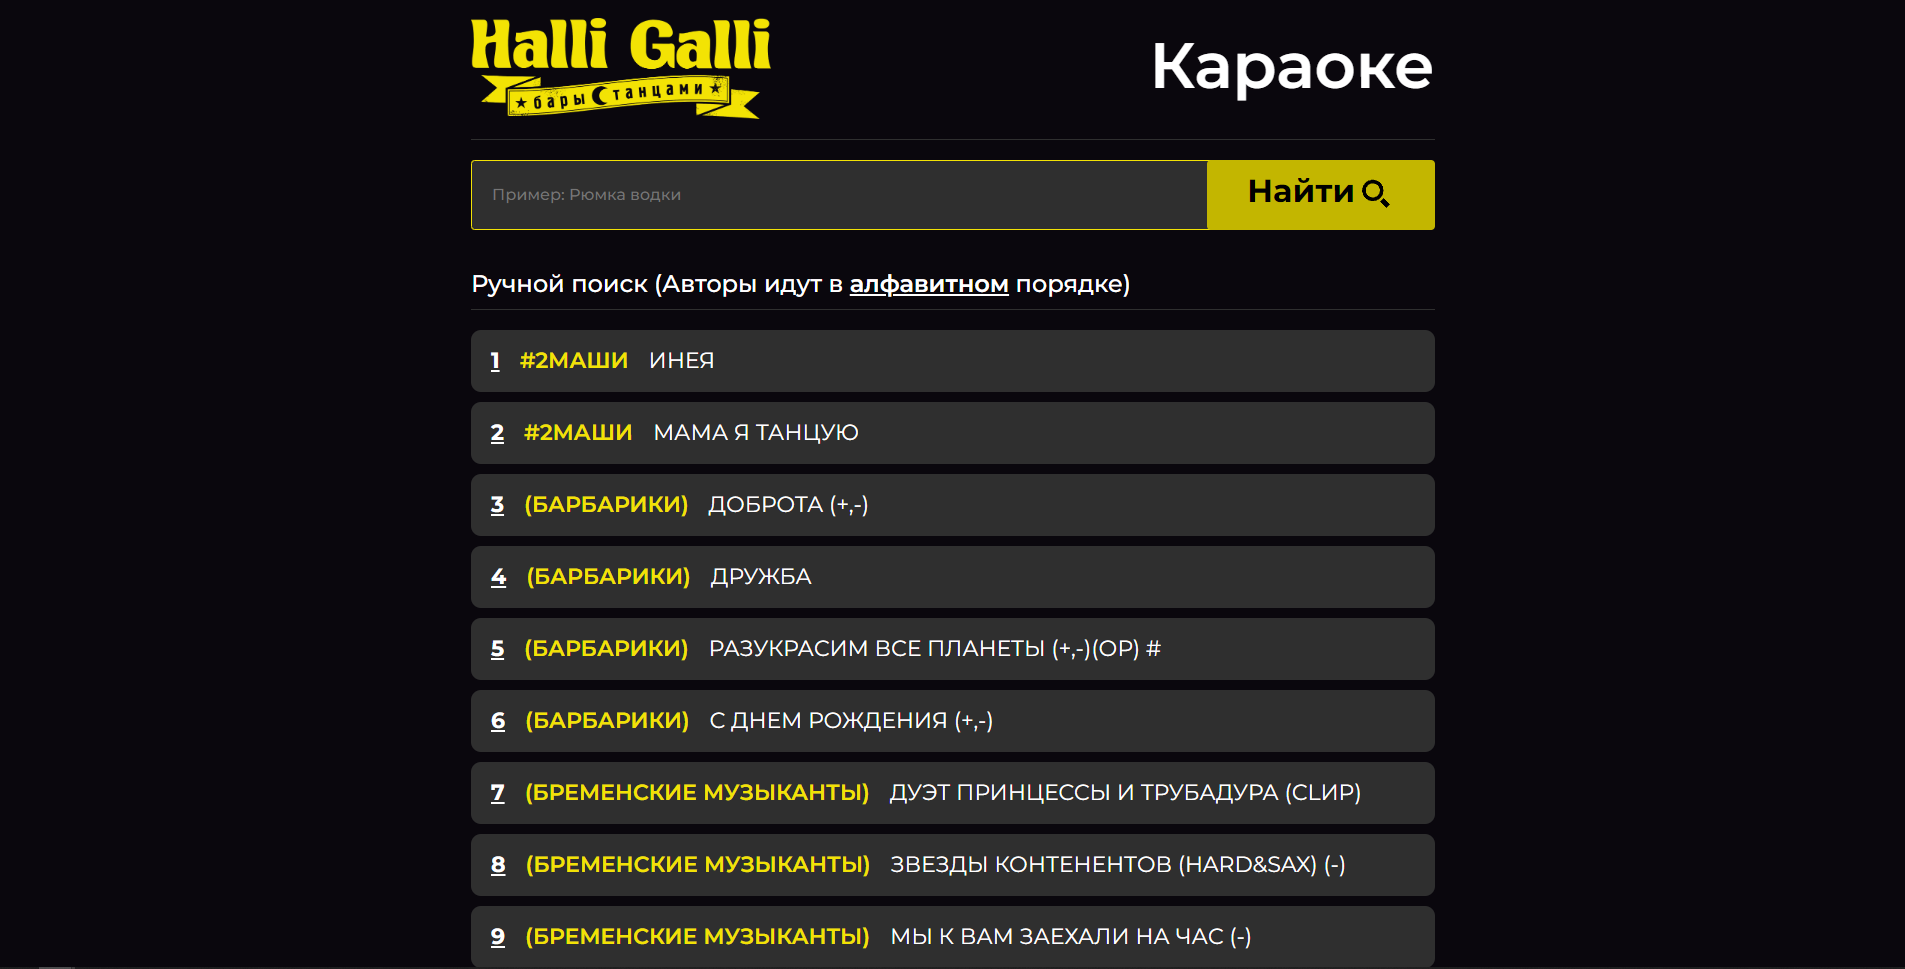 Halli Galli
бары с танцами
Караоке
Пример: Рюмка водки
Найти
Ручной поиск (Авторы идут в алфавитном порядке)
1 #2МАШИ ИНЕЯ
2 #2МАШИ МАМА Я ТАНЦУЮ
3 (БАРБАРИКИ) ДОБРОТА (+,-)
4 (БАРБАРИКИ) ДРУЖБА
5 (БАРБАРИКИ) РАЗУКРАСИМ ВСЕ ПЛАНЕТЫ (+,-)(ОР) #
6 (БАРБАРИКИ) С ДНЕМ РОЖДЕНИЯ (+,-)
7 (БРЕМЕНСКИЕ МУЗЫКАНТЫ) ДУЭТ ПРИНЦЕССЫ И ТРУБАДУРА (CLИP)
8 (БРЕМЕНСКИЕ МУЗЫКАНТЫ) ЗВЕЗДЫ КОНТЕНЕНТОВ (HARD&SAX) (-)
9 (БРЕМЕНСКИЕ МУЗЫКАНТЫ) МЫ К ВАМ ЗАЕХАЛИ НА ЧАС (-)